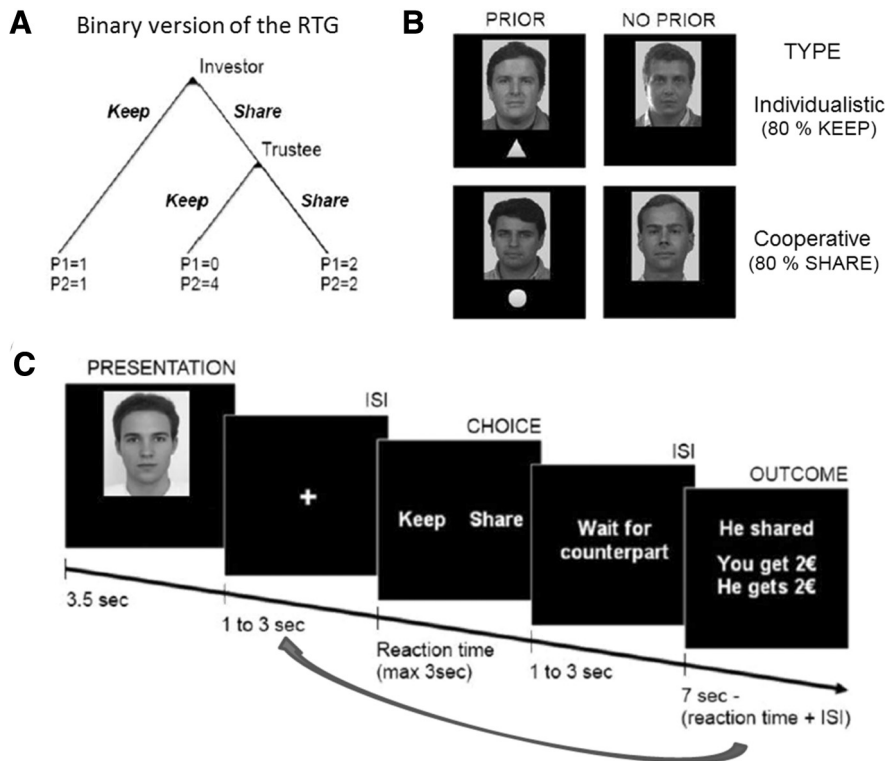 A
Binary version of the RTG
Investor
Keep
Share
Trustee
Keep
Share
P1=1
P2=1
P1=0
P2=4
P1=2
P2=2
B
PRIOR
NO PRIOR
TYPE
Individualistic
(80 % KEEP)
Cooperative
(80 % SHARE)
C
PRESENTATION
ISI
CHOICE
ISI
OUTCOME
+
Keep Share
Wait for
counterpart
He shared
You get 2€
He gets 2€
3.5 sec
1 to 3 sec
Reaction time
(max 3sec)
1 to 3 sec
7 sec -
(reaction time + ISI)